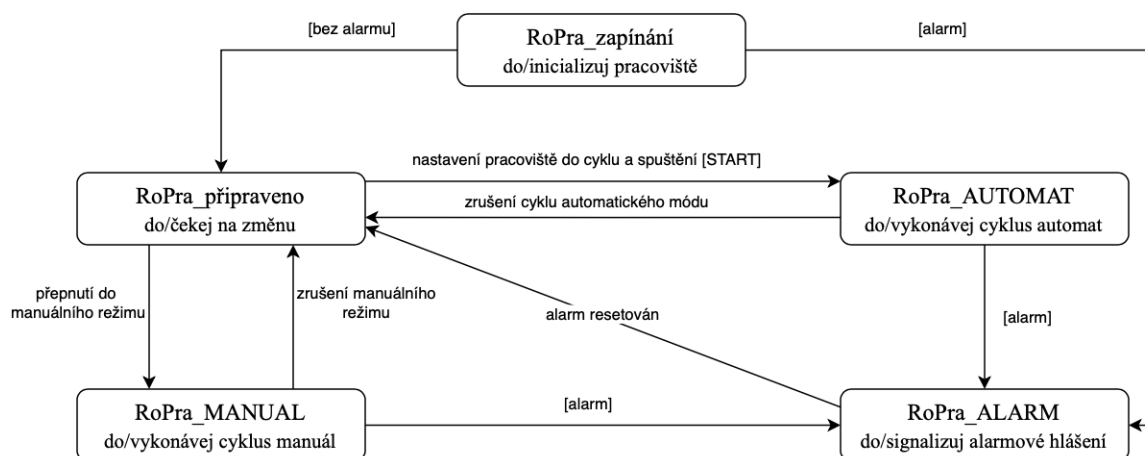 [bez alarmu]
RoPra_zapínání
do/inicializuj pracoviště
[alarm]
nastavení pracoviště do cyklu a spuštění [START]
RoPra_připraveno
do/čekej na změnu
zrušení cyklu automatického módu
RoPra_AUTOMAT
do/vykonávej cyklus automat
přepnutí do
manuálního režimu
zrušení manuálního
režimu
alarm resetován
[alarm]
RoPra_MANUAL
do/vykonávej cyklus manuál
[alarm]
RoPra_ALARM
do/signalizuj alarmové hlášení